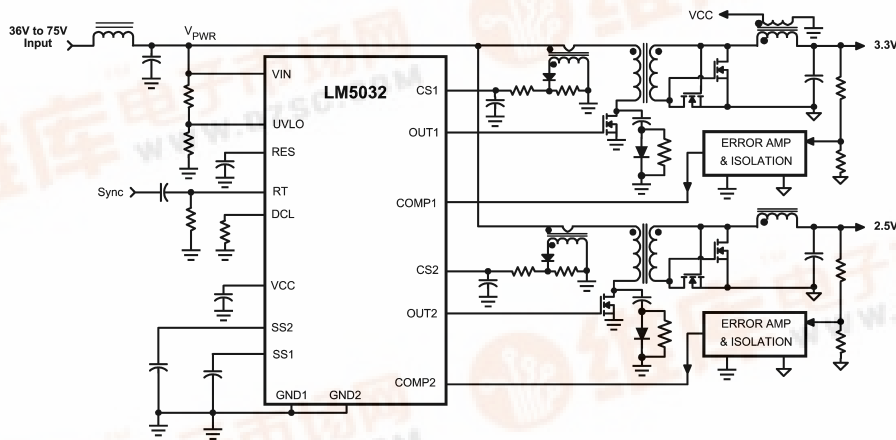 36V to 75V
Input
VPWR
VCC
3.3V
VIN
LM5032
CS1
UVLO
OUT1
ERROR AMP
& ISOLATION
RES
Sync
RT
COMP1
DCL
2.5V
CS2
VCC
OUT2
ERROR AMP
& ISOLATION
SS2
SS1
COMP2
GND1
GND2